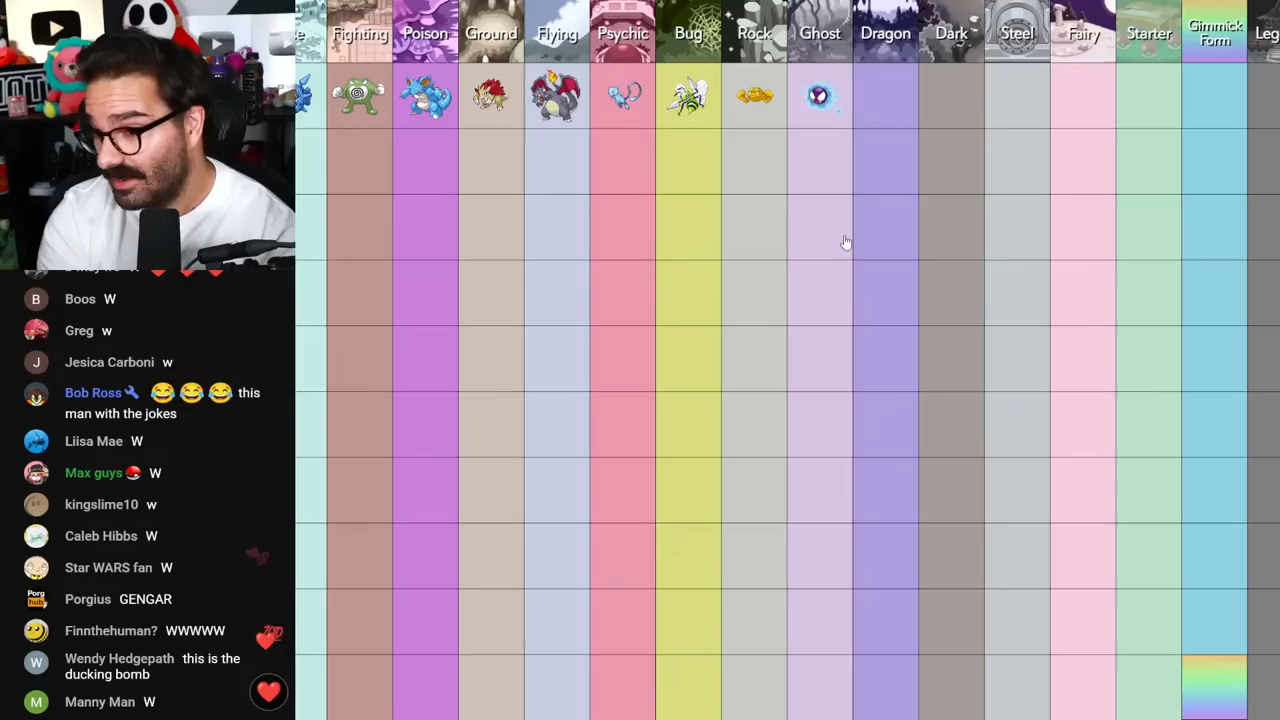 Fighting Poison Ground Flying Psychic Bug Rock Ghost Dragon Dark Steel Fairy Starter Gimmick Form Leg
Boos W
Greg w
Jesica Carboni w
Bob Ross 😂😂😂 this
man with the jokes
Liisa Mae W
Max guys W
kingslime10 w
Caleb Hibbs W
Star WARS fan W
Porgius GENGAR
Finnthehuman? WWWWW
Wendy Hedgepath this is the
ducking bomb
Manny Man W